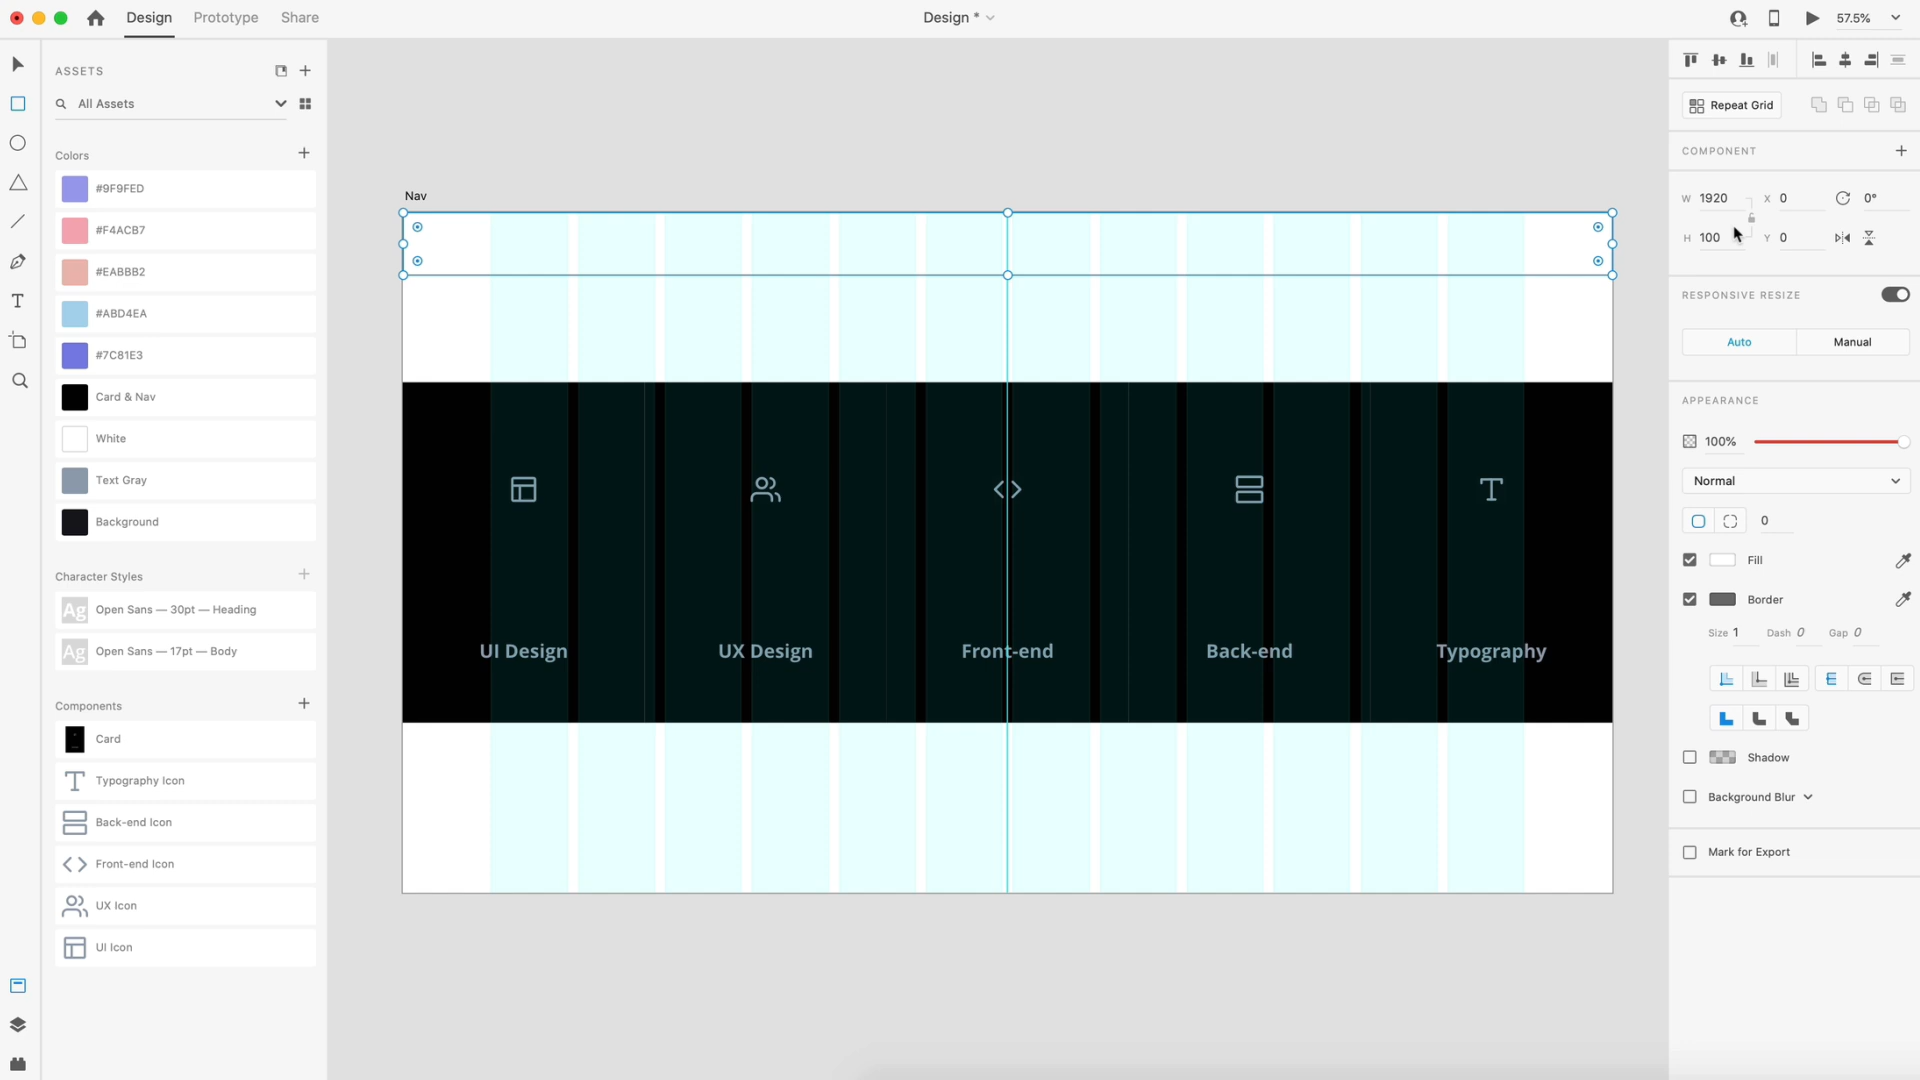 Design
Prototype
Share
Design *
57.5%
ASSETS
All Assets
Colors
#9F9FED
#F4ACB7
#EABBB2
#ABD4EA
#7C81E3
Card & Nav
White
Text Gray
Background
Character Styles
Ag Open Sans — 30pt — Heading
Ag Open Sans — 17pt — Body
Components
Card
Typography Icon
Back-end Icon
Front-end Icon
UX Icon
UI Icon
Nav
UI Design
UX Design
Front-end
Back-end
Typography
Repeat Grid
COMPONENT
W 1920 X 0 0°
H 100 Y 0
RESPONSIVE RESIZE
Auto
Manual
APPEARANCE
100%
Normal
0
Fill
Border
Size 1 Dash 0 Gap 0
Shadow
Background Blur
Mark for Export